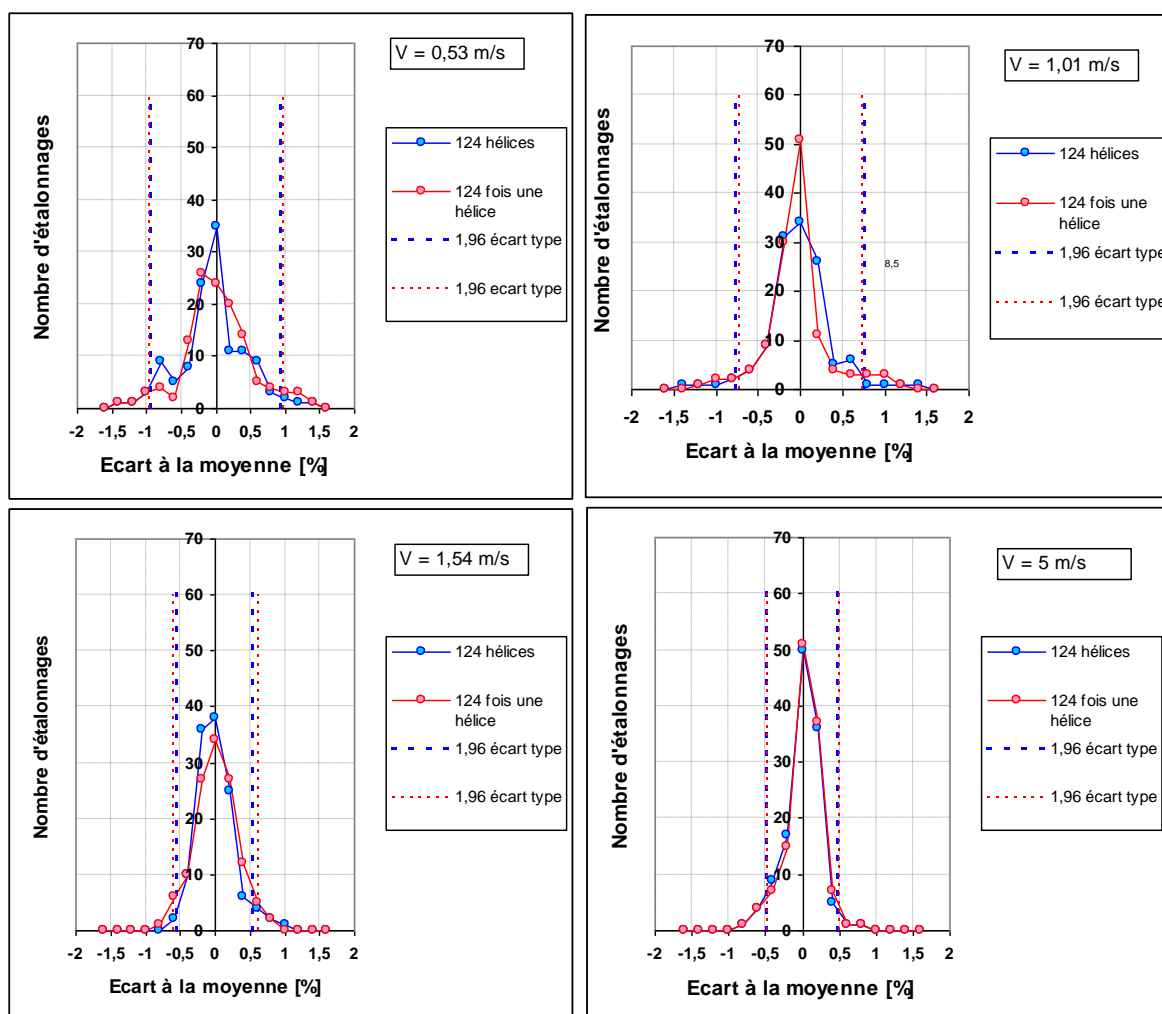 V = 0,53 m/s
70
60
50
40
30
20
10
0
-2 -1,5 -1 -0,5 0 0,5 1 1,5 2
Nombre d'étalonnages
Ecart à la moyenne [%]
124 hélices
124 fois une
hélice
1,96 écart type
1,96 ecart type
V = 1,01 m/s
70
60
50
40
30
20
10
0
-2 -1,5 -1 -0,5 0 0,5 1 1,5 2
Nombre d'étalonnages
Ecart à la moyenne [%]
8,5
124 hélices
124 fois une
hélice
1,96 écart type
1,96 écart type
V = 1,54 m/s
70
60
50
40
30
20
10
0
-2 -1,5 -1 -0,5 0 0,5 1 1,5 2
Nombre d'étalonnages
Ecart à la moyenne [%]
124 hélices
124 fois une
hélice
1,96 écart type
1,96 écart type
V = 5 m/s
70
60
50
40
30
20
10
0
-2 -1,5 -1 -0,5 0 0,5 1 1,5 2
Nombre d'étalonnages
Ecart à la moyenne [%]
124 hélices
124 fois une
hélice
1,96 écart type
1,96 écart type